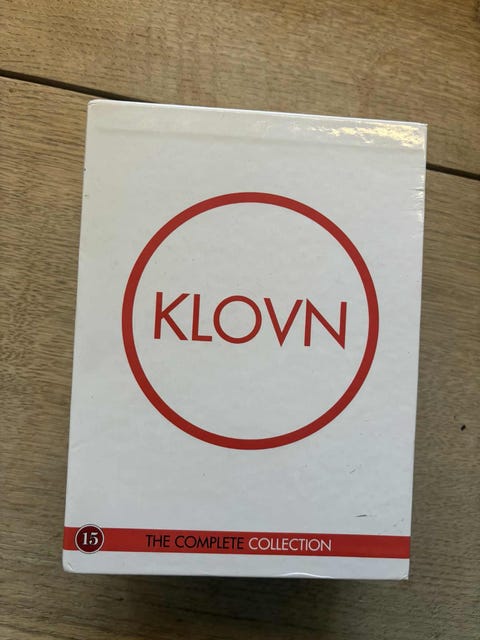 KLOVN
15 THE COMPLETE COLLECTION